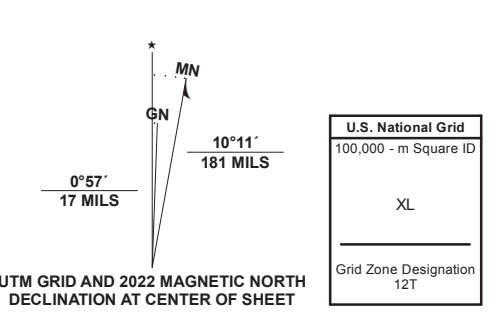 ★
MN
GN
10°11´
181 MILS
0°57´
17 MILS
UTM GRID AND 2022 MAGNETIC NORTH
DECLINATION AT CENTER OF SHEET
U.S. National Grid
100,000 - m Square ID
XL
Grid Zone Designation
12T